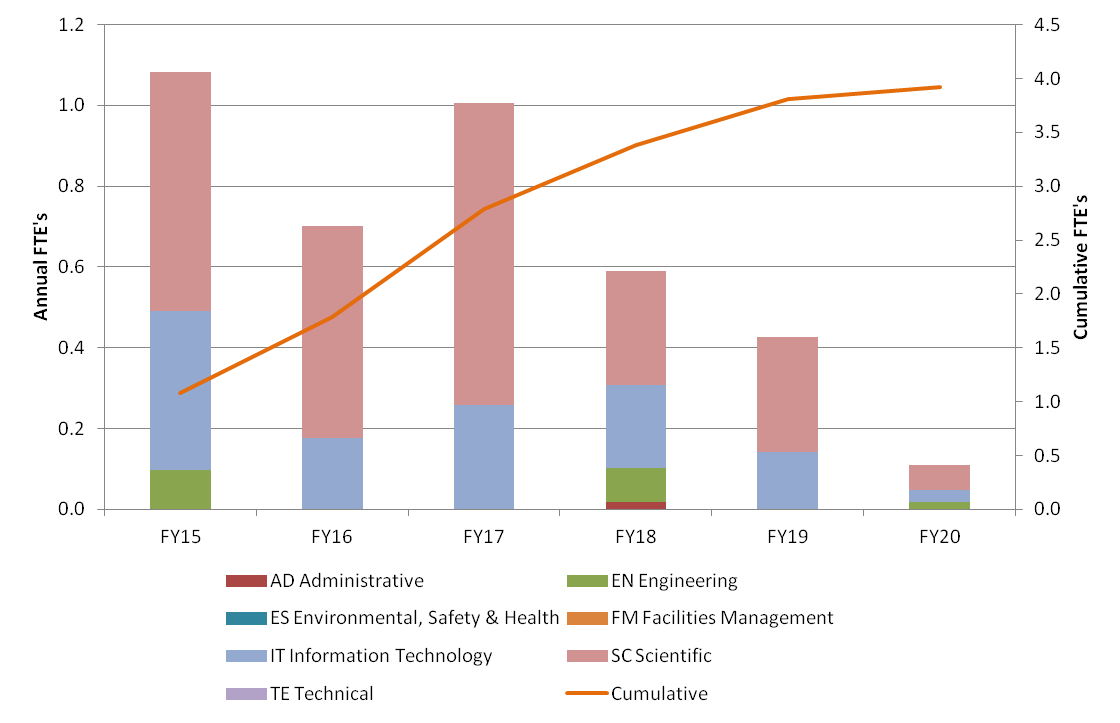 1.2
1.0
0.8
0.6
0.4
0.2
0.0
Annual FTE's
4.5
4.0
3.5
3.0
2.5
2.0
1.5
1.0
0.5
0.0
Cumulative FTE's
FY15 FY16 FY17 FY18 FY19 FY20
AD Administrative EN Engineering
ES Environmental, Safety & Health FM Facilities Management
IT Information Technology SC Scientific
TE Technical Cumulative